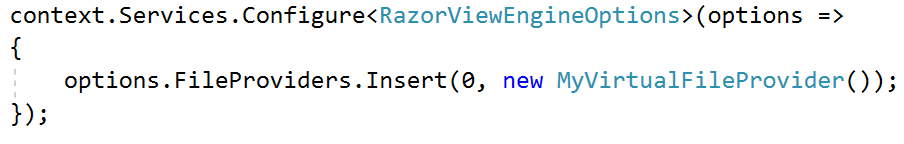 context.Services.Configure<RazorViewEngineOptions>(options =>
{
    options.FileProviders.Insert(0, new MyVirtualFileProvider());
});